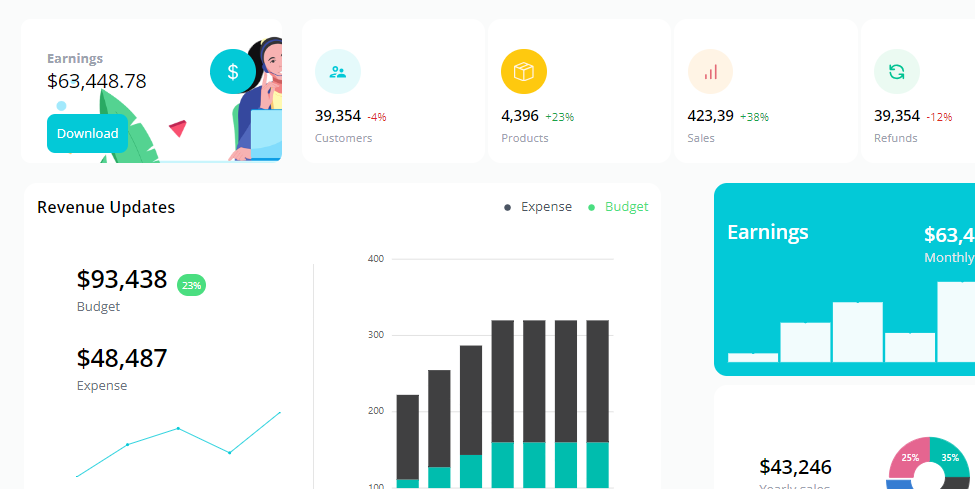 Earnings
$63,448.78
$
Download
39,354 -4%
Customers
4,396 +23%
Products
423,39 +38%
Sales
39,354 -12%
Refunds
Revenue Updates
Expense
Budget
$93,438 23%
Budget
$48,487
Expense
400
300
200
100
Earnings
$63,4
Monthly
$43,246
Yearly sales
25%
35%